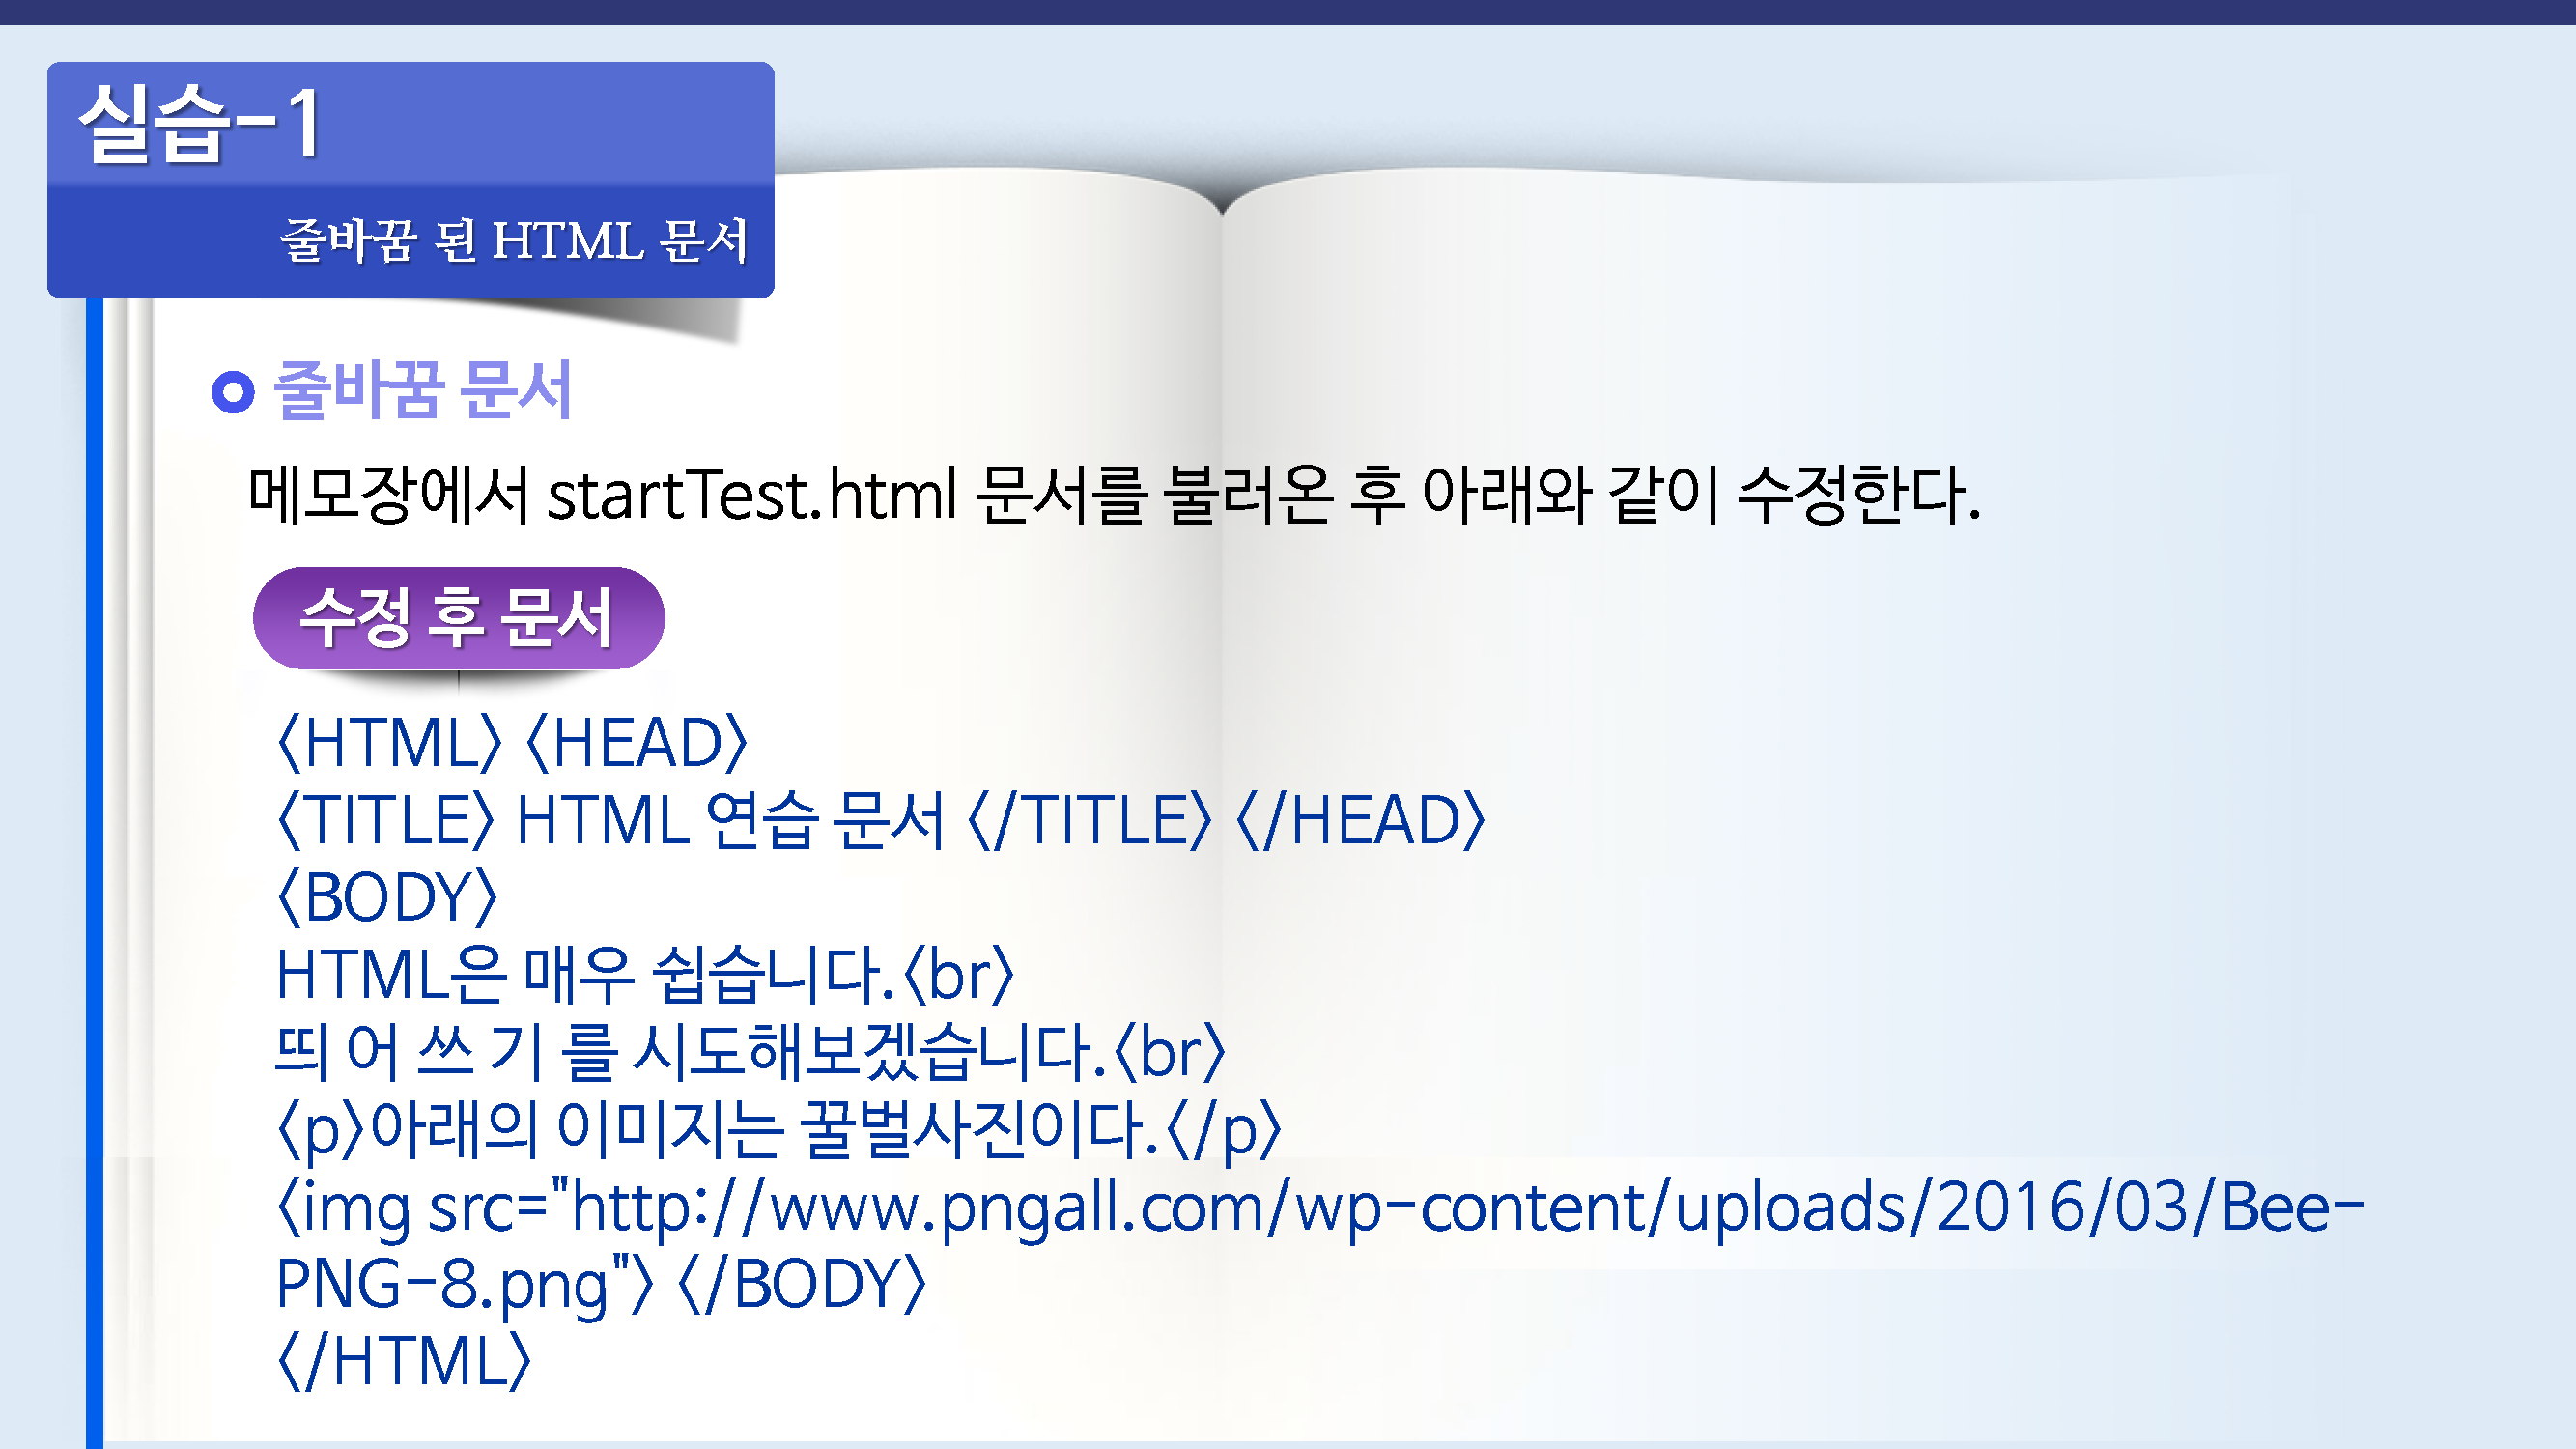 실습-1
줄바꿈 된 HTML 문서
줄바꿈 문서
메모장에서 startTest.html 문서를 불러온 후 아래와 같이 수정한다.
수정 후 문서
<HTML> <HEAD>
<TITLE> HTML 연습 문서 </TITLE> </HEAD>
<BODY>
HTML은 매우 쉽습니다.<br>
띄 어 쓰 기 를 시도해보겠습니다.<br>
<p>아래의 이미지는 꿀벌사진이다.</p>
<img src="http://www.pngall.com/wp-content/uploads/2016/03/Bee-
PNG-8.png"> </BODY>
</HTML>